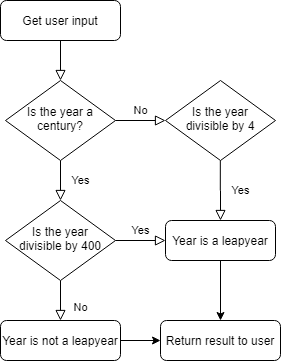 Get user input
Is the year a
century?
No
Is the year
divisible by 4
Yes
Yes
Is the year
divisible by 400
Yes
Year is a leapyear
No
Year is not a leapyear
Return result to user